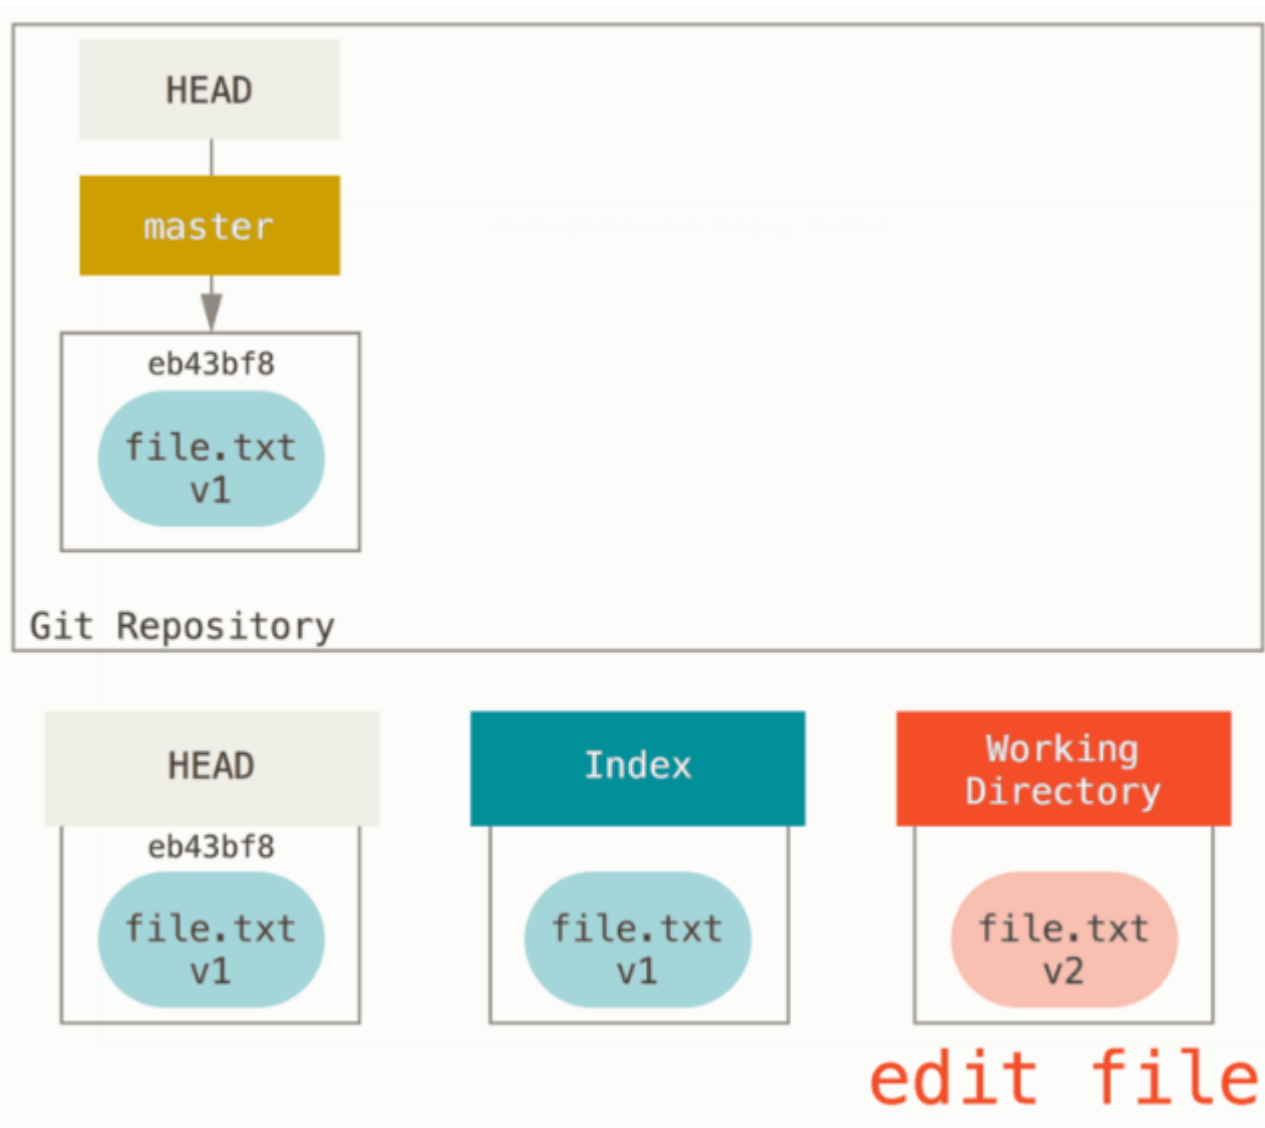 HEAD
master
eb43bf8
file.txt
v1
Git Repository
HEAD
Index
Working
Directory
eb43bf8
file.txt
v1
file.txt
v1
file.txt
v2
edit file